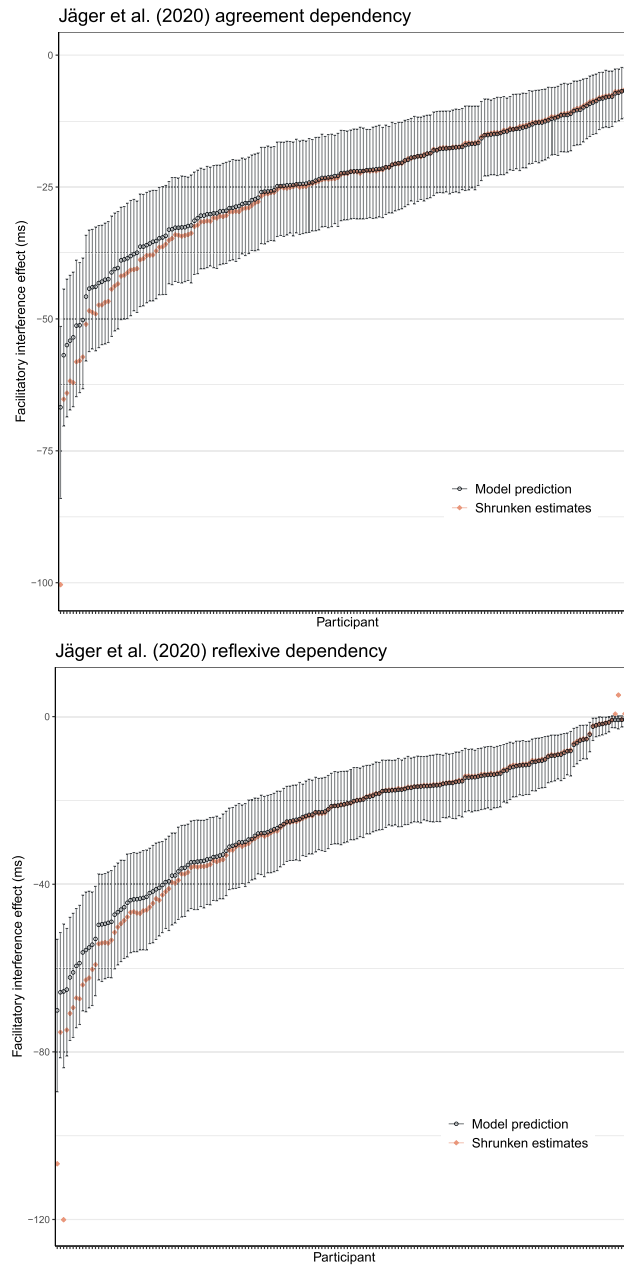 Jäger et al. (2020) agreement dependency
0
−25
−50
−75
−100
Facilitatory interference effect (ms)
Model prediction
Shrunken estimates
Participant
Jäger et al. (2020) reflexive dependency
0
−40
−80
−120
Facilitatory interference effect (ms)
Model prediction
Shrunken estimates
Participant